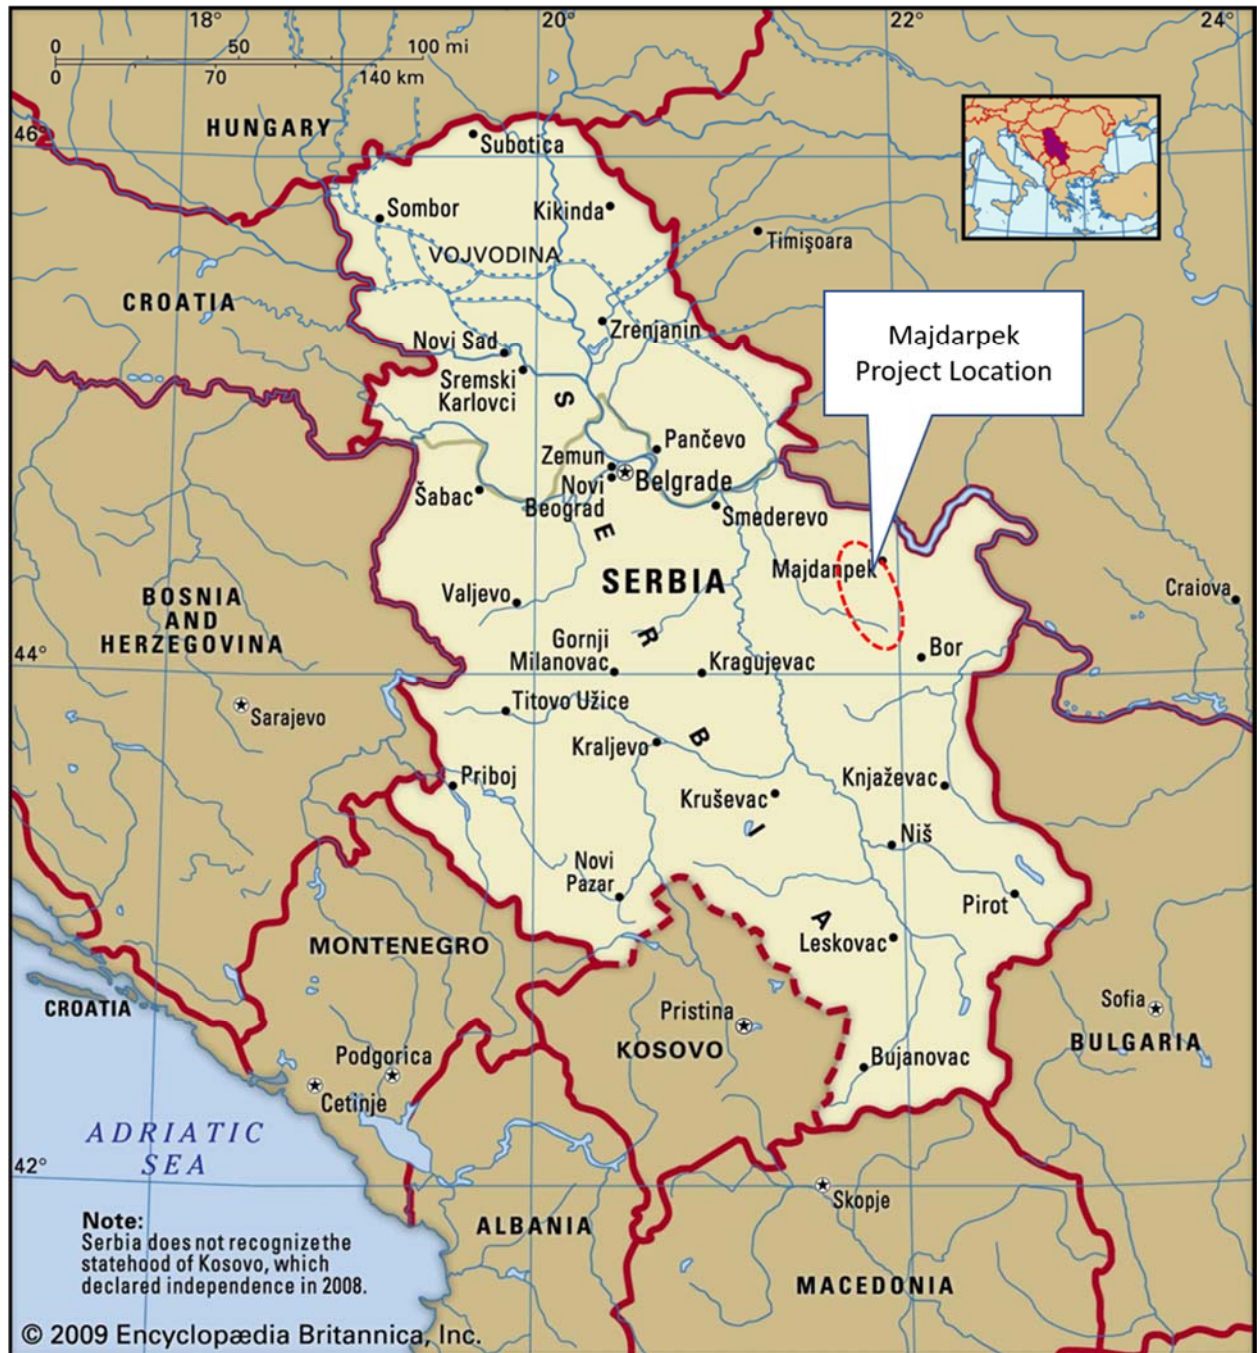 18°
20°
22°
24°
0 50 100 mi
0 70 140 km
HUNGARY
46°
Subotica
Sombor
Kikinda
VOJVODINA
Timişoara
CROATIA
Zrenjanin
Majdarpek
Project Location
Novi Sad
Sremski
Karlovci
S
E
R
B
I
A
Pančevo
Zemun
Belgrade
Novi
Beograd
Šabac
Smederevo
Majdanpek
SERBIA
Valjevo
BOSNIA
AND
HERZEGOVINA
Craiova
Gornji
Milanovac
Kragujevac
Bor
44°
Titovo Užice
Sarajevo
Kraljevo
Priboj
Knjaževac
Kruševac
Niš
Novi
Pazar
Pirot
Leskovac
MONTENEGRO
CROATIA
Pristina
KOSOVO
Sofia
BULGARIA
Podgorica
Bujanovac
Cetinje
ADRIATIC
SEA
42°
Skopje
ALBANIA
MACEDONIA
Note:
Serbia does not recognize the
statehood of Kosovo, which
declared independence in 2008.
© 2009 Encyclopædia Britannica, Inc.